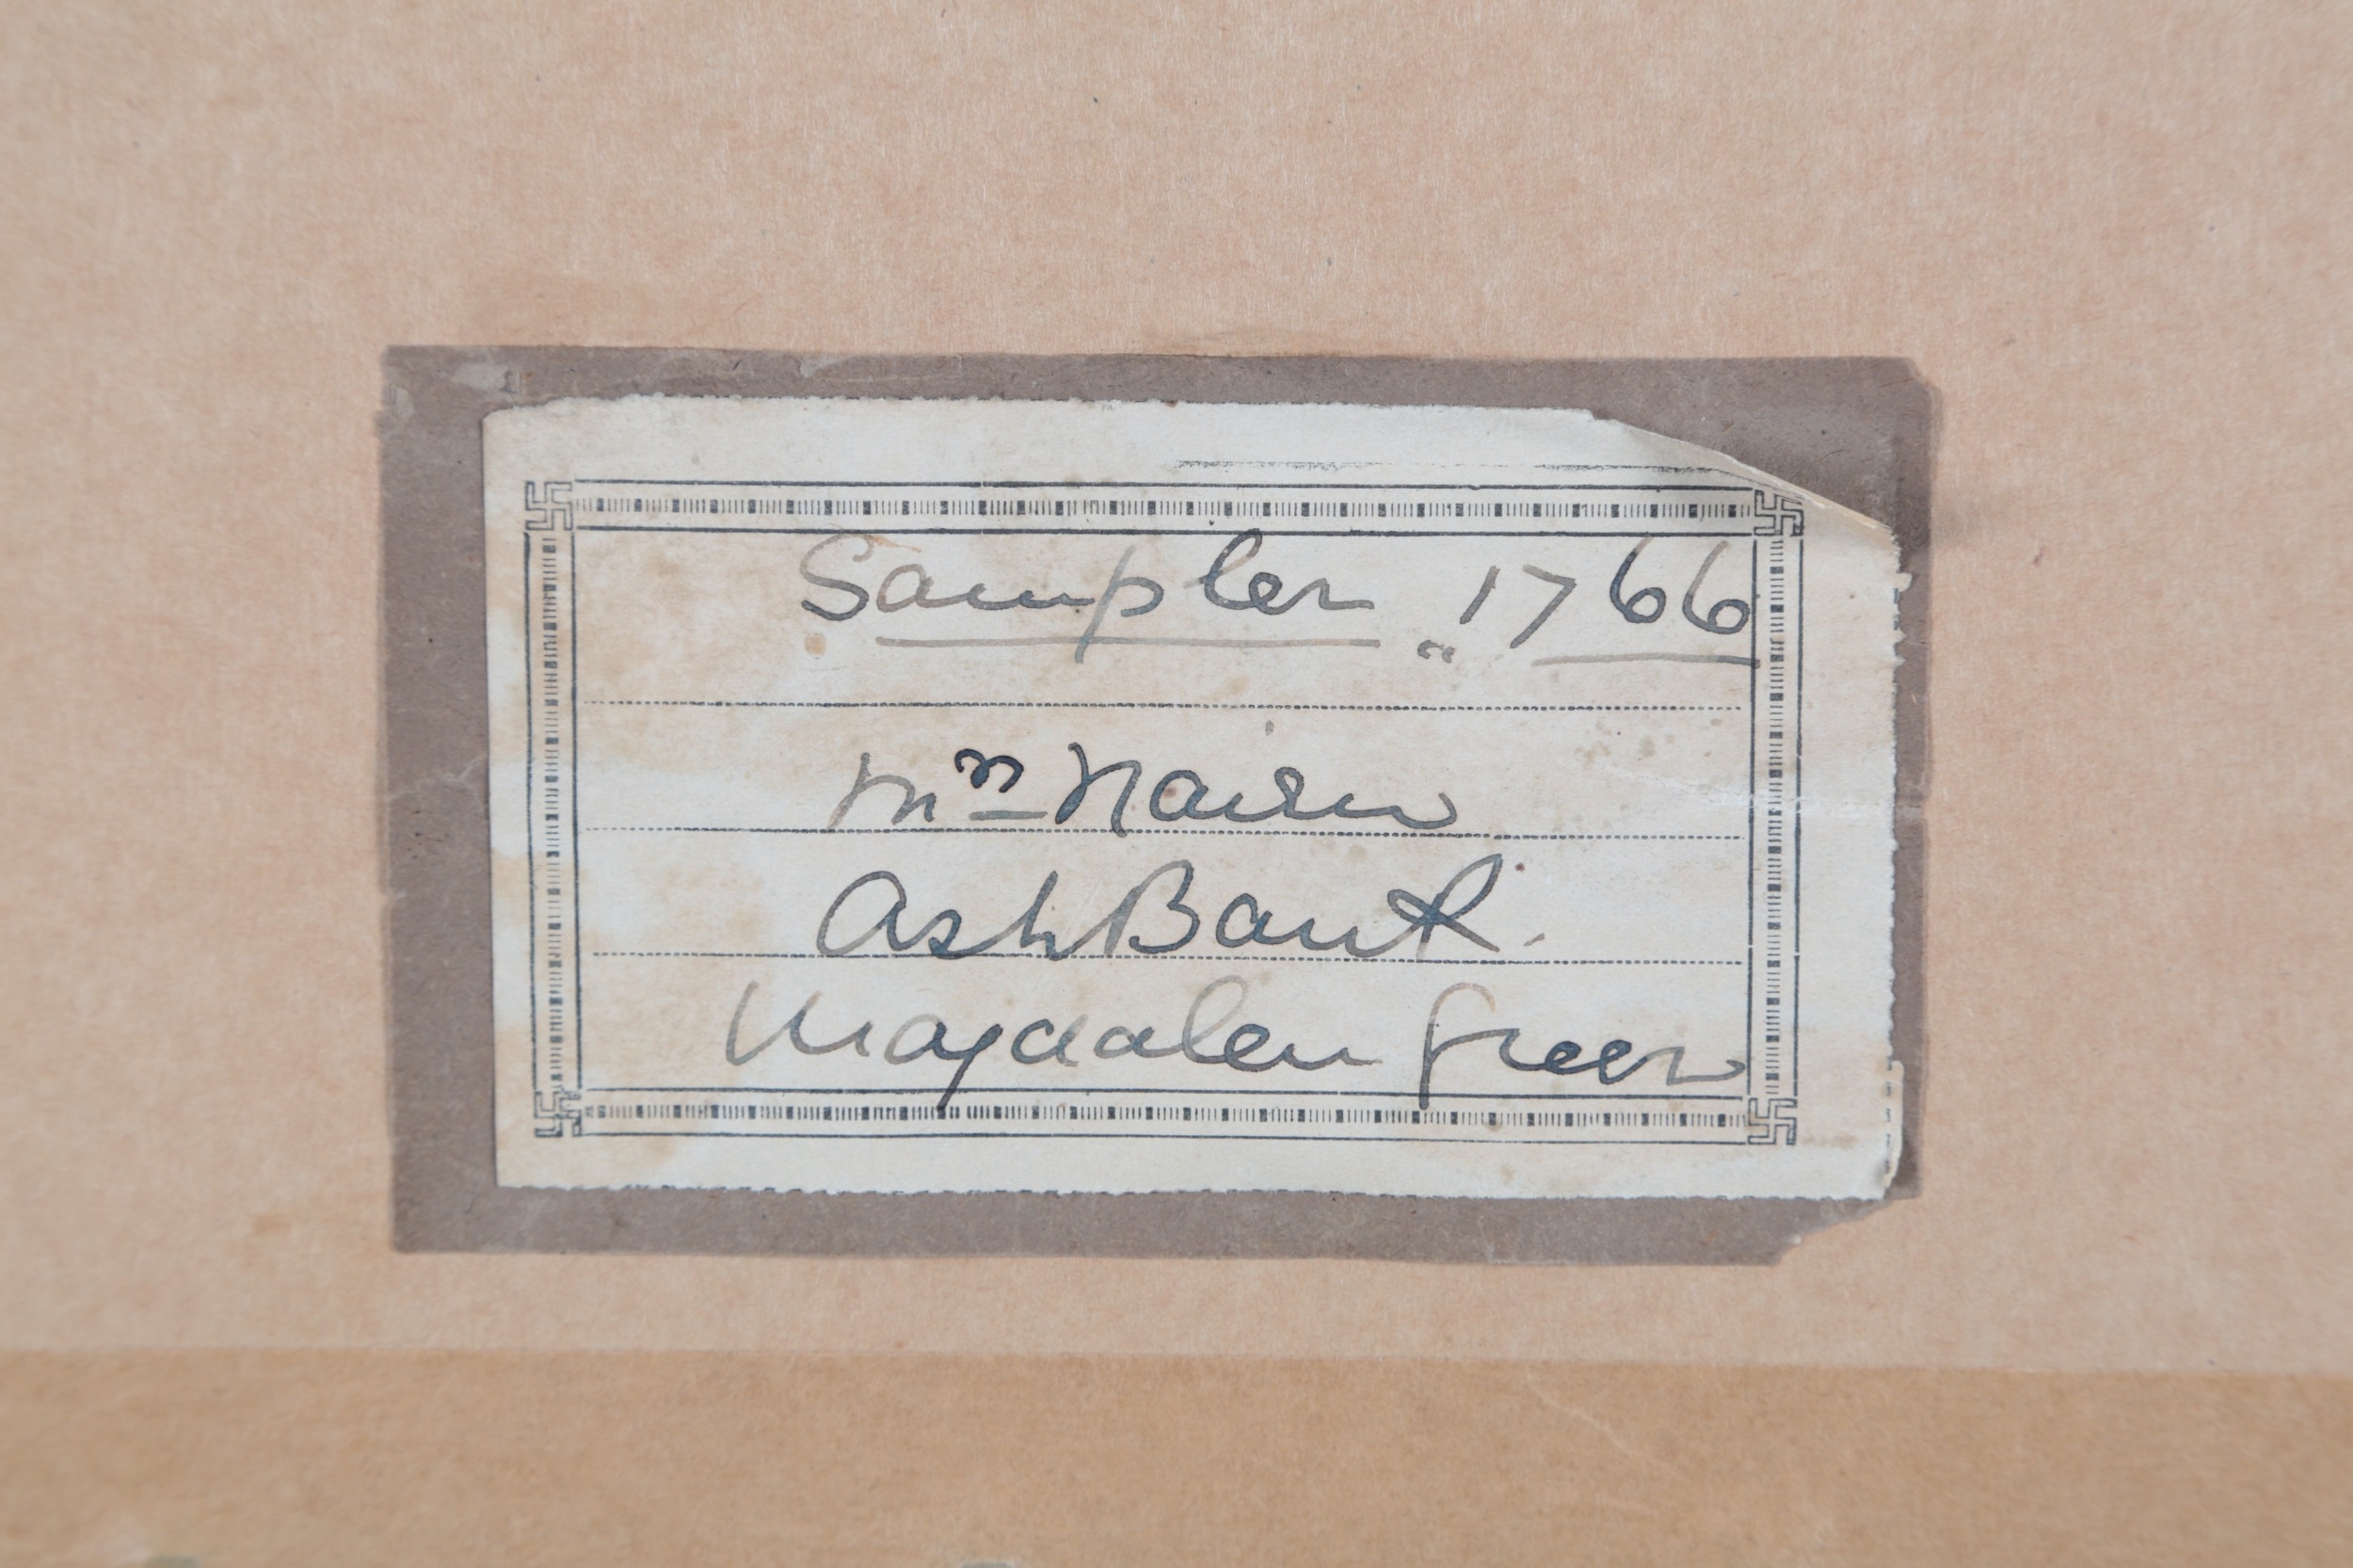 Sampler 1766
Mrs Nairn
Ash Bank.
Magdalen Green